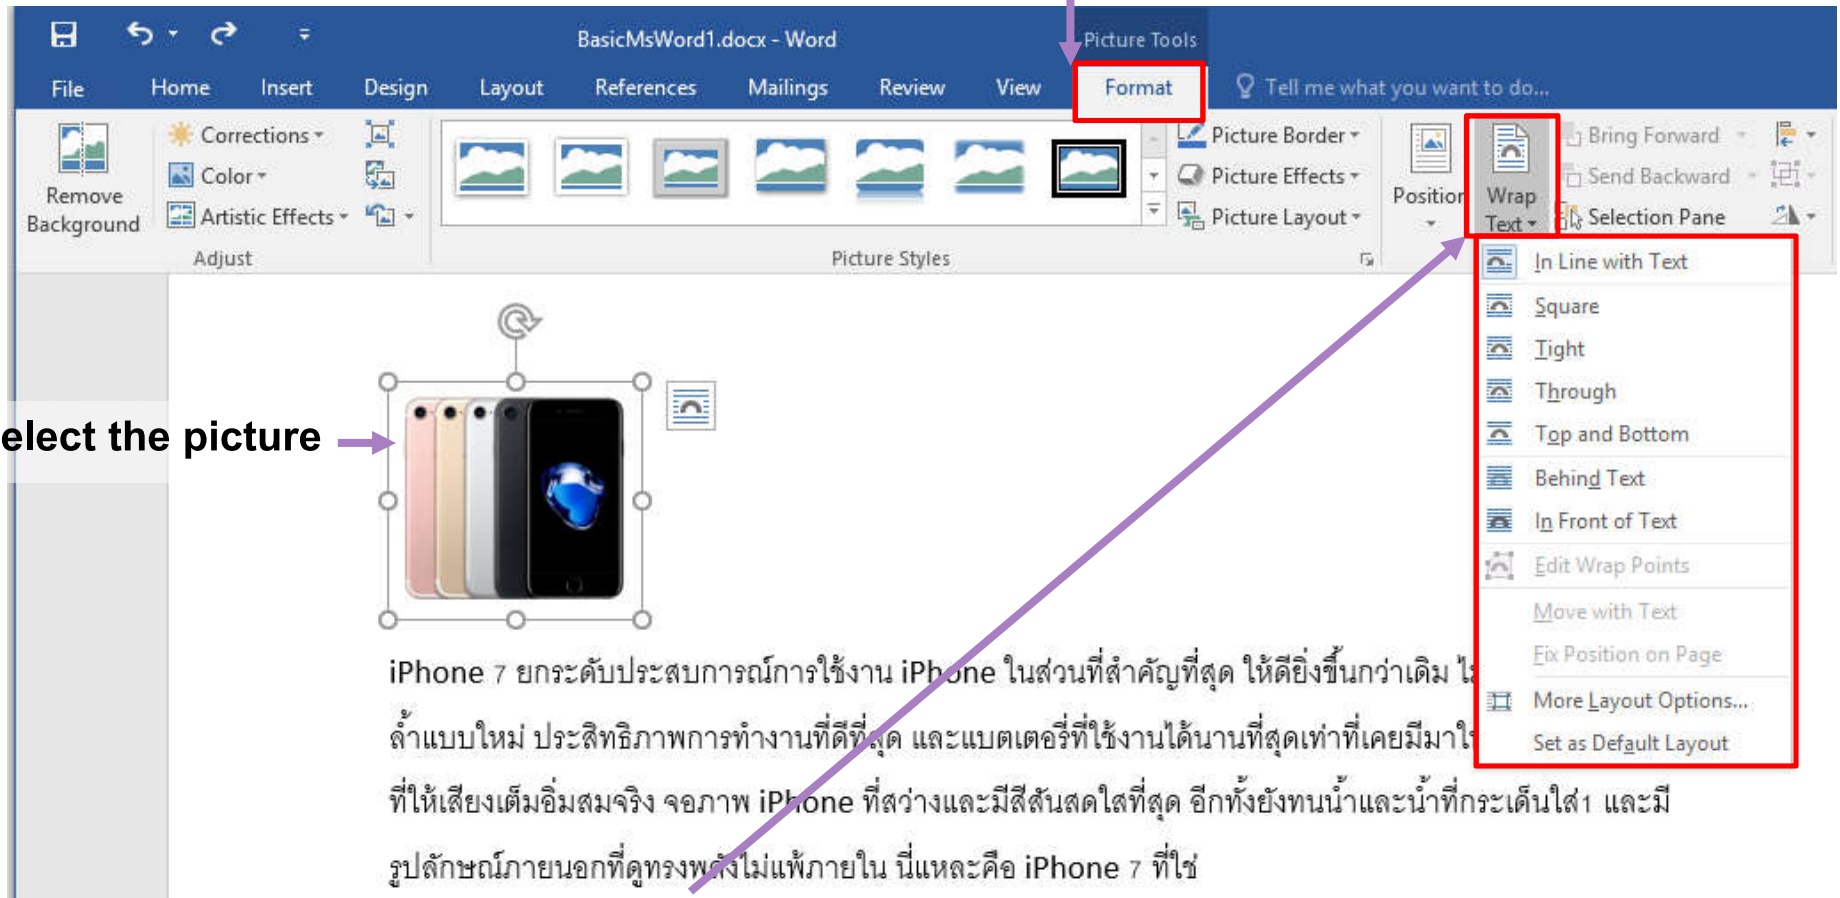 BasicMsWord1.docx - Word
Picture Tools
File Home Insert Design Layout References Mailings Review View Format Tell me what you want to do...
Remove Background
Corrections
Color
Artistic Effects
Adjust
Picture Styles
Picture Border
Picture Effects
Picture Layout
Position
Wrap Text
Bring Forward
Send Backward
Selection Pane
In Line with Text
Square
Tight
Through
Top and Bottom
Behind Text
In Front of Text
Edit Wrap Points
Move with Text
Fix Position on Page
More Layout Options...
Set as Default Layout
elect the picture
iPhone 7 ยกระดับประสบการณ์การใช้งาน iPhone ในส่วนที่สำคัญที่สุด ให้ดียิ่งขึ้นกว่าเดิม
ล้ำแบบใหม่ ประสิทธิภาพการทำงานที่ดีที่สุด และแบตเตอรี่ที่ใช้งานได้นานที่สุดเท่าที่เคยมีมาใ
ที่ให้เสียงเต็มอิ่มสมจริง จอภาพ iPhone ที่สว่างและมีสีสันสดใสที่สุด อีกทั้งยังทนน้ำและน้ำที่กระเด็นใส่1 และมี
รูปลักษณ์ภายนอกที่ดูทรงพลังไม่แพ้ภายใน นี่แหละคือ iPhone 7 ที่ใช่